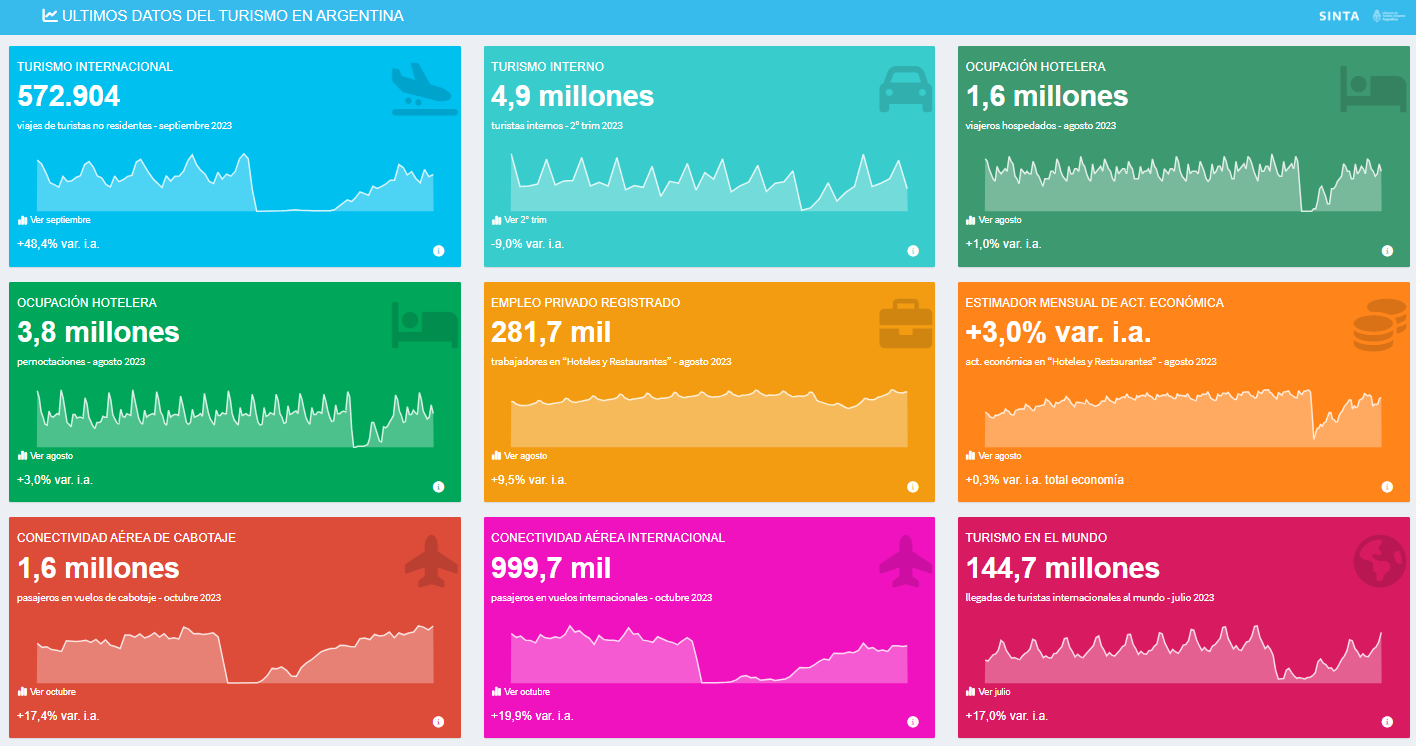 ULTIMOS DATOS DEL TURISMO EN ARGENTINA
SINTA
TURISMO INTERNACIONAL
572.904
viajes de turistas no residentes - septiembre 2023
Ver septiembre
+48,4% var. i.a.
TURISMO INTERNO
4,9 millones
turistas internos - 2º trim 2023
Ver 2º trim
-9,0% var. i.a.
OCUPACIÓN HOTELERA
1,6 millones
viajeros hospedados - agosto 2023
Ver agosto
+1,0% var. i.a.
OCUPACIÓN HOTELERA
3,8 millones
pernoctaciones - agosto 2023
Ver agosto
+3,0% var. i.a.
EMPLEO PRIVADO REGISTRADO
281,7 mil
trabajadores en “Hoteles y Restaurantes” - agosto 2023
Ver agosto
+9,5% var. i.a.
ESTIMADOR MENSUAL DE ACT. ECONÓMICA
+3,0% var. i.a.
act. económica en “Hoteles y Restaurantes” - agosto 2023
Ver agosto
+0,3% var. i.a. total economía
CONECTIVIDAD AÉREA DE CABOTAJE
1,6 millones
pasajeros en vuelos de cabotaje - octubre 2023
Ver octubre
+17,4% var. i.a.
CONECTIVIDAD AÉREA INTERNACIONAL
999,7 mil
pasajeros en vuelos internacionales - octubre 2023
Ver octubre
+19,9% var. i.a.
TURISMO EN EL MUNDO
144,7 millones
llegadas de turistas internacionales al mundo - julio 2023
Ver julio
+17,0% var. i.a.